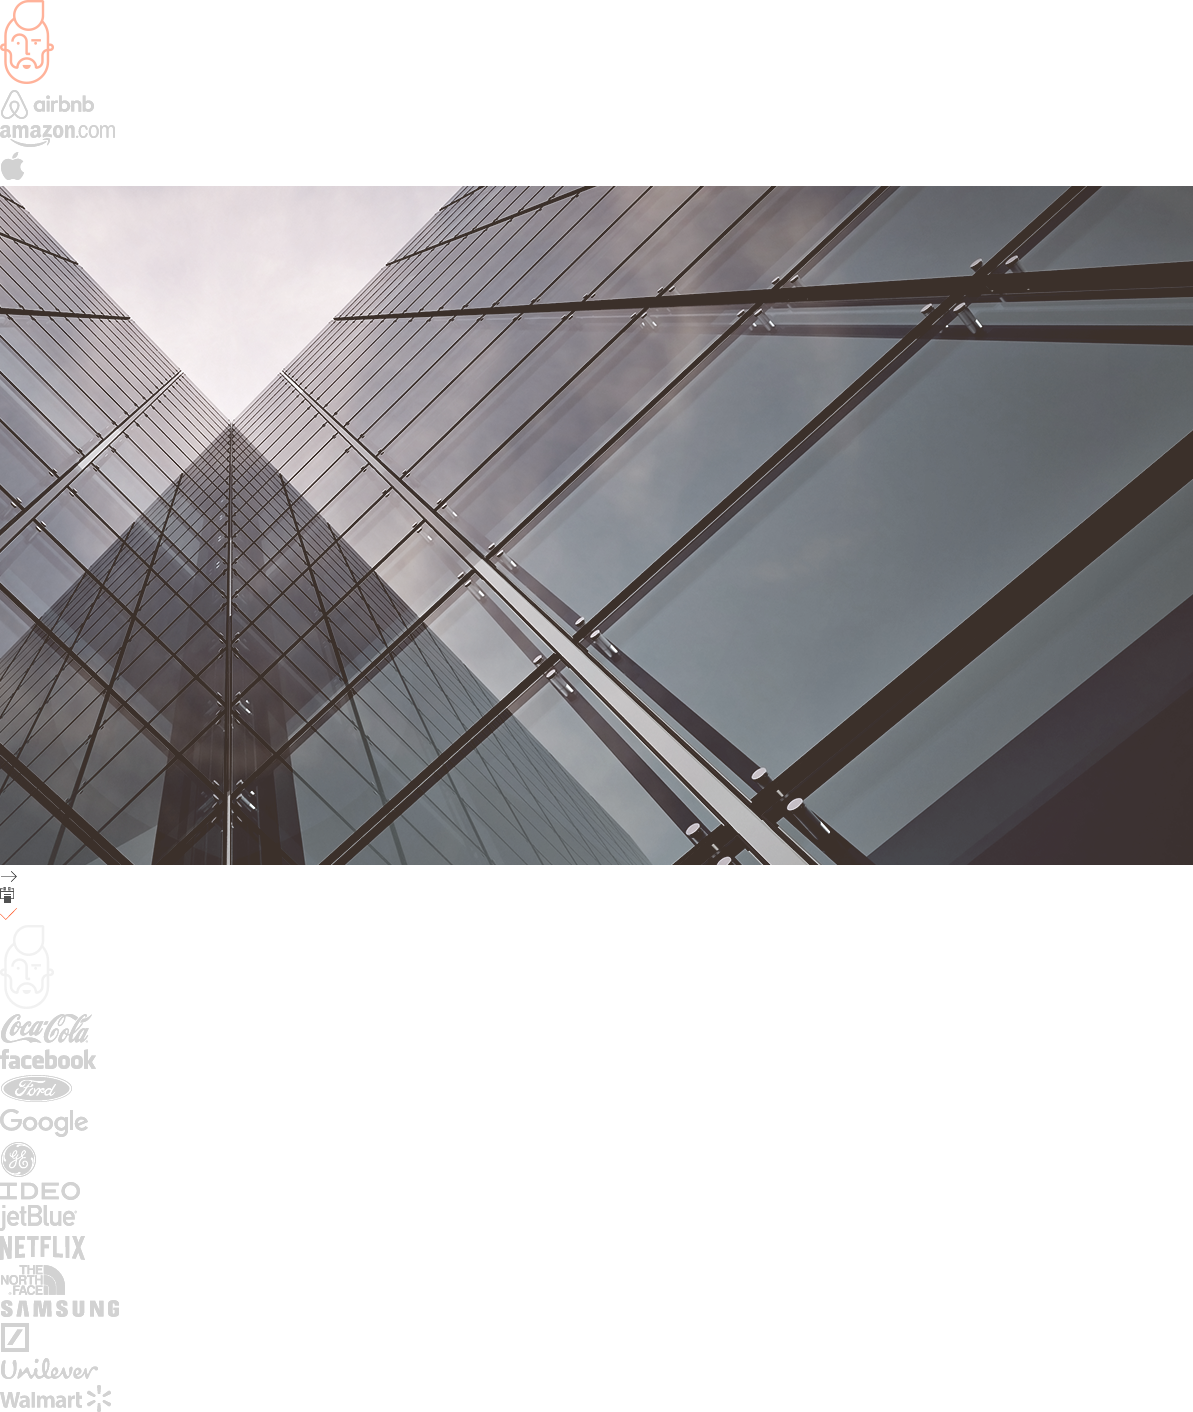 airbnb
amazon.com
Coca-Cola
facebook
Ford
Google
GE
IDEO
jetBlue
NETFLIX
THE
NORTH
FACE
SAMSUNG
Unilever
Walmart